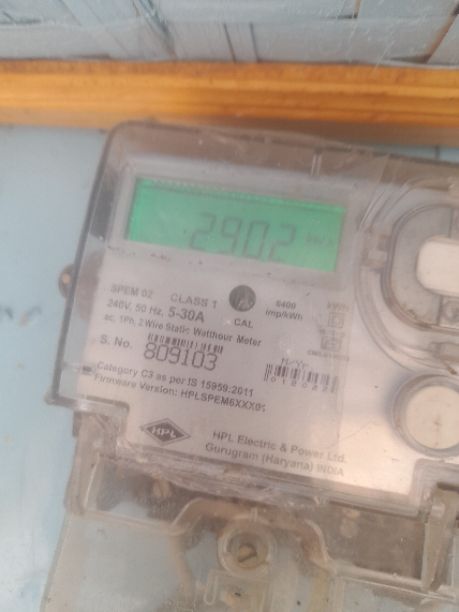 2902
SPEM 02 CLASS 1 6400 kWh
240V, 50 Hz, 5-30A CAL imp/kWh
ac, 1Ph, 2 Wire Static Watthour Meter
S. No. 809103 M/Yr
Category C3 as per IS 15959:2011
Firmware Version:
HPL
HPL Electric & Power Ltd.
Gurugram (Haryana) INDIA